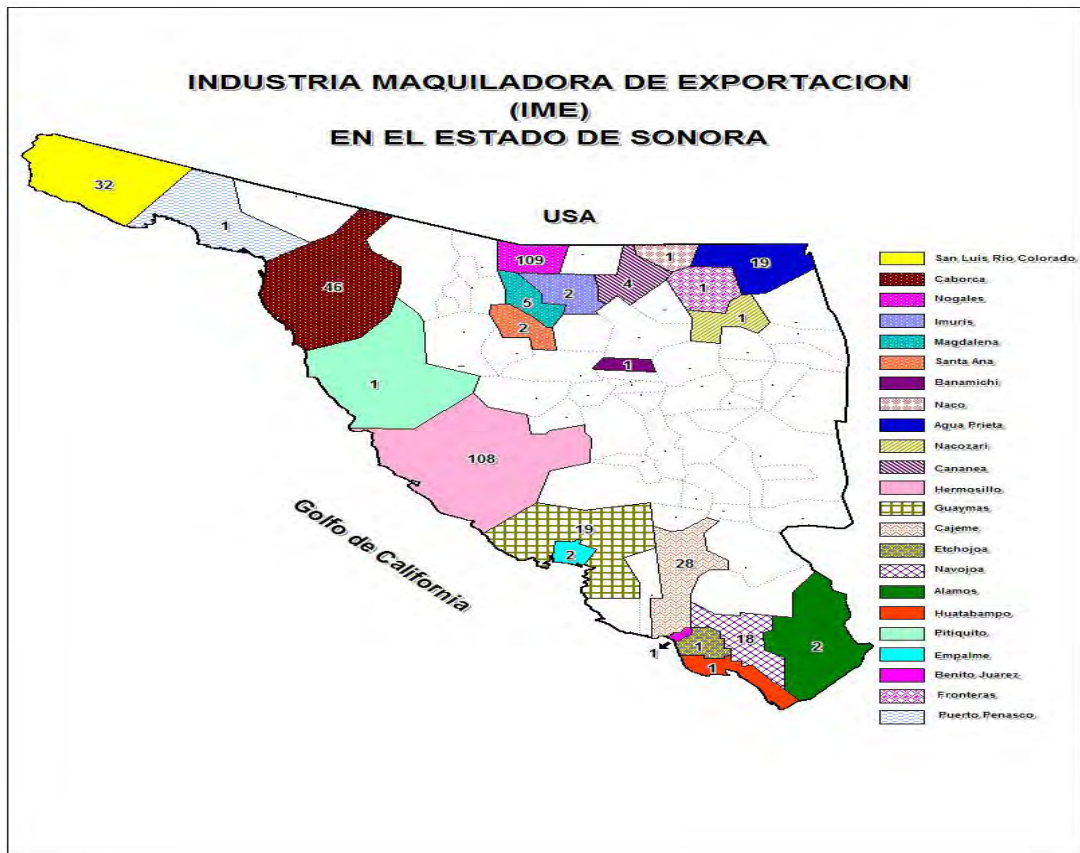 INDUSTRIA MAQUILADORA DE EXPORTACION
(IME)
EN EL ESTADO DE SONORA
USA
32
1
46
109
2
4
1
19
1
1
5
2
1
1
108
Golfo de California
19
2
28
1
1
18
2
1
San Luis Rio Colorado
Caborca
Nogales
Imuris
Magdalena
Santa Ana
Banamichi
Naco
Agua Prieta
Nacozari
Cananea
Hermosillo
Guaymas
Cajeme
Etchojoa
Navojoa
Alamos
Huatabampo
Pitiquito
Empalme
Benito Juarez
Fronteras
Puerto Penasco